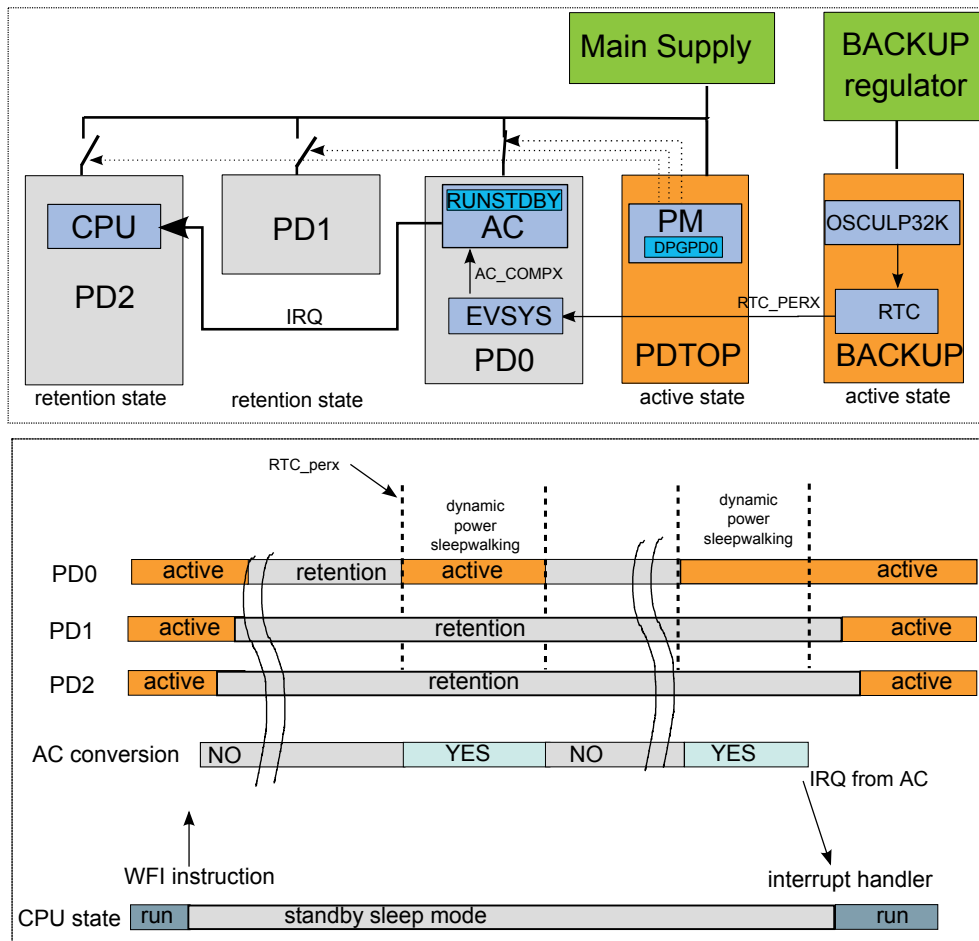 Main Supply
BACKUP
regulator
RUNSTDBY
AC
CPU
PD1
PM
DPGPD0
OSCULP32K
AC_COMPX
PD2
IRQ
EVSYS
RTC_PERX
RTC
PD0
PDTOP
BACKUP
retention state
retention state
active state
active state
RTC_perx
dynamic
power
sleepwalking
dynamic
power
sleepwalking
PD0
active
retention
active
active
PD1
active
retention
active
PD2
active
retention
active
AC conversion
NO
YES
NO
YES
IRQ from AC
WFI instruction
interrupt handler
CPU state
run
standby sleep mode
run